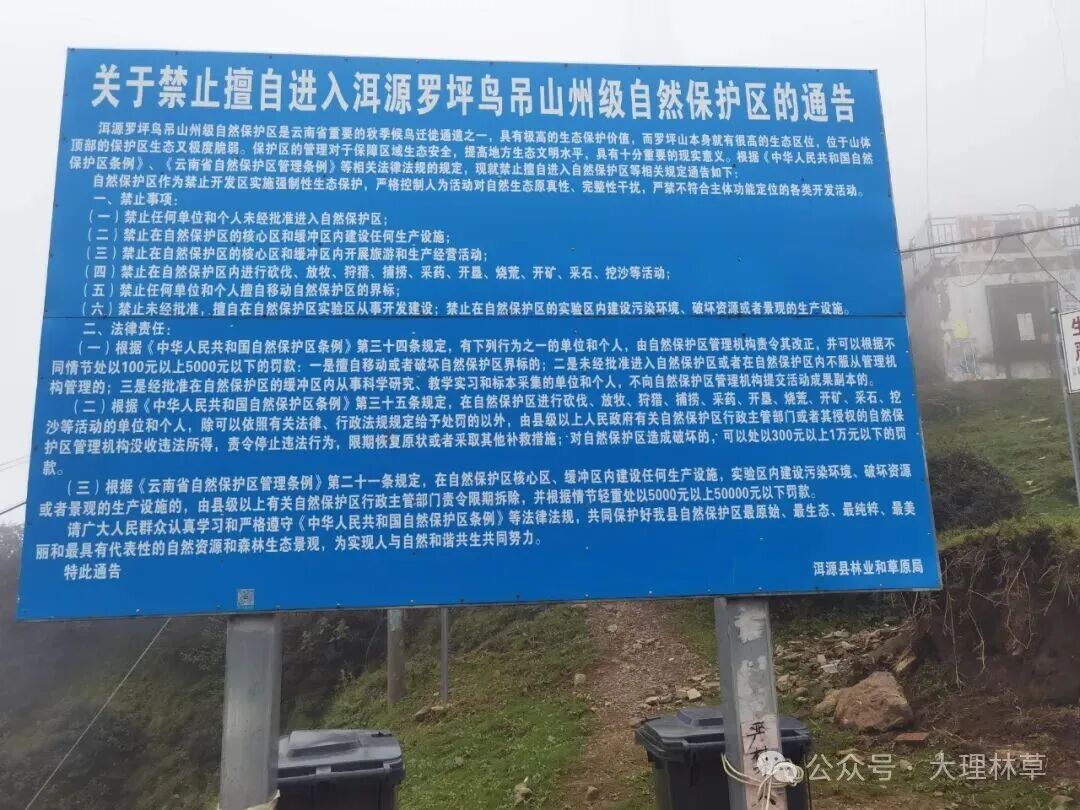 关于禁止擅自进入洱源罗坪鸟吊山州级自然保护区的通告
洱源罗坪鸟吊山州级自然保护区是云南省重要的秋季候鸟迁徙通道之一，具有极高的生态保护价值，而罗坪山本身就有很高的生态区位，位于山体
顶部的保护区生态又极度脆弱。保护区的管理对于保障区域生态安全，提高地方生态文明水平，具有十分重要的现实意义。根据《中华人民共和国自然
保护区条例》、《云南省自然保护区管理条例》等相关法律法规的规定，现就禁止擅自进入自然保护区等相关规定通告如下：
自然保护区作为禁止开发区实施强制性生态保护，严格控制人为活动对自然生态原真性、完整性干扰，严禁不符合主体功能定位的各类开发活动。
一、禁止事项：
（一）禁止任何单位和个人未经批准进入自然保护区；
（二）禁止在自然保护区的核心区和缓冲区内建设任何生产设施；
（三）禁止在自然保护区的核心区和缓冲区内开展旅游和生产经营活动；
（四）禁止在自然保护区内进行砍伐、放牧、狩猎、捕捞、采药、开垦、烧荒、开矿、采石、挖沙等活动；
（五）禁止任何单位和个人擅自移动自然保护区的界标；
（六）禁止未经批准，擅自在自然保护区实验区从事开发建设；禁止在自然保护区的实验区内建设污染环境、破坏资源或者景观的生产设施。
二、法律责任：
（一）根据《中华人民共和国自然保护区条例》第三十四条规定，有下列行为之一的单位和个人，由自然保护区管理机构责令其改正，并可以根据不
同情节处以100元以上5000元以下的罚款：一是擅自移动或者破坏自然保护区界标的；二是未经批准进入自然保护区或者在自然保护区内不服从管理机
构管理的；三是经批准在自然保护区的缓冲区内从事科学研究、教学实习和标本采集的单位和个人，不向自然保护区管理机构提交活动成果副本的。
（二）根据《中华人民共和国自然保护区条例》第三十五条规定，在自然保护区进行砍伐、放牧、狩猎、捕捞、采药、开垦、烧荒、开矿、采石、挖
沙等活动的单位和个人，除可以依照有关法律、行政法规规定给予处罚的以外，由县级以上人民政府有关自然保护区行政主管部门或者其授权的自然保
护区管理机构没收违法所得，责令停止违法行为，限期恢复原状或者采取其他补救措施；对自然保护区造成破坏的，可以处以300元以上1万元以下的罚
款。
（三）根据《云南省自然保护区管理条例》第二十一条规定，在自然保护区核心区、缓冲区内建设任何生产设施，实验区内建设污染环境、破坏资源
或者景观的生产设施的，由县级以上有关自然保护区行政主管部门责令限期拆除，并根据情节轻重处以5000元以上50000元以下罚款。
请广大人民群众认真学习和严格遵守《中华人民共和国自然保护区条例》等法律法规，共同保护好我县自然保护区最原始、最生态、最纯粹、最美
丽和最具有代表性的自然资源和森林生态景观，为实现人与自然和谐共生共同努力。
特此通告
洱源县林业和草原局
严禁
公众号 · 大理林草